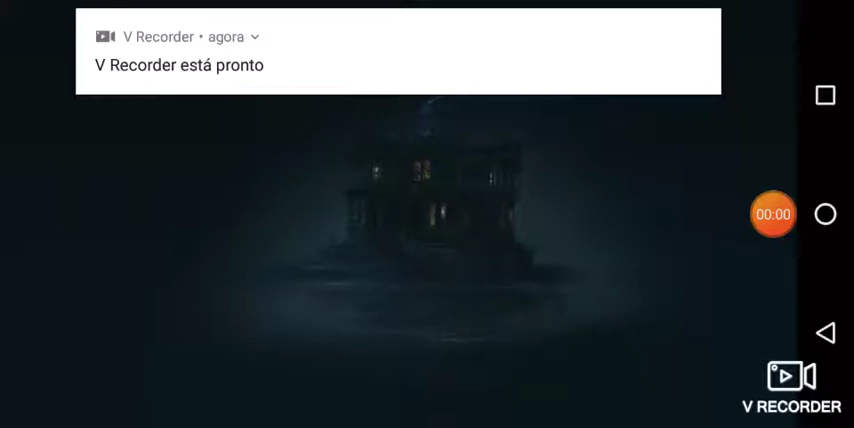 V Recorder • agora
V Recorder está pronto
00:00
V RECORDER